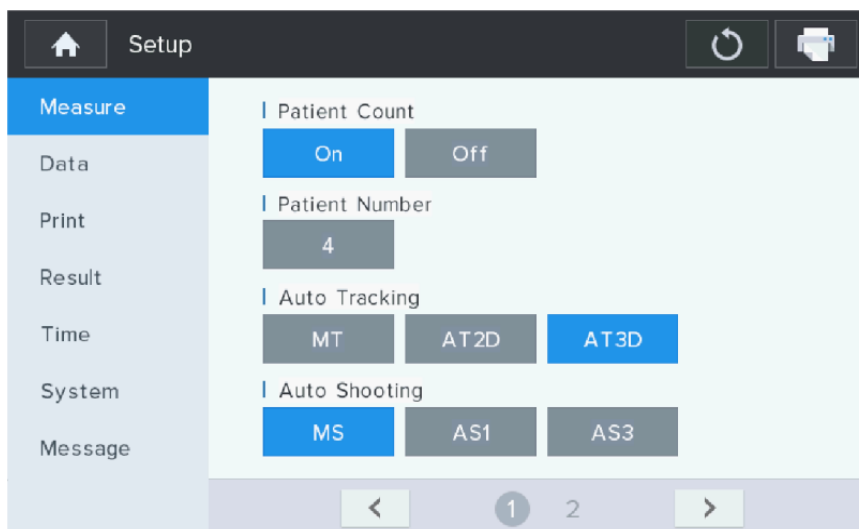 Setup
Measure
Data
Print
Result
Time
System
Message
Patient Count
On Off
Patient Number
4
Auto Tracking
MT AT2D AT3D
Auto Shooting
MS AS1 AS3
< 1 2 >